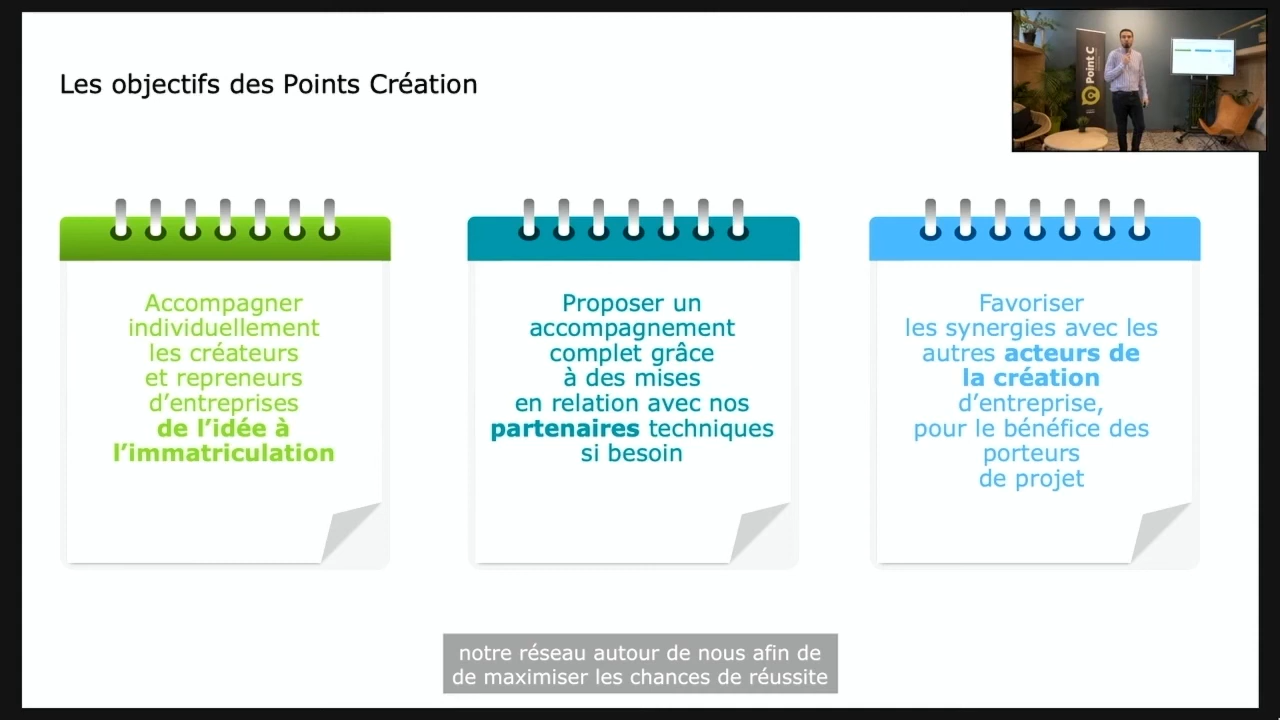 Les objectifs des Points Création
Point C
Accompagner
individuellement
les créateurs
et repreneurs
d’entreprises
de l’idée à
l’immatriculation
Proposer un
accompagnement
complet grâce
à des mises
en relation avec nos
partenaires techniques
si besoin
Favoriser
les synergies avec les
autres acteurs de
la création
d’entreprise,
pour le bénéfice des
porteurs
de projet
notre réseau autour de nous afin de
de maximiser les chances de réussite